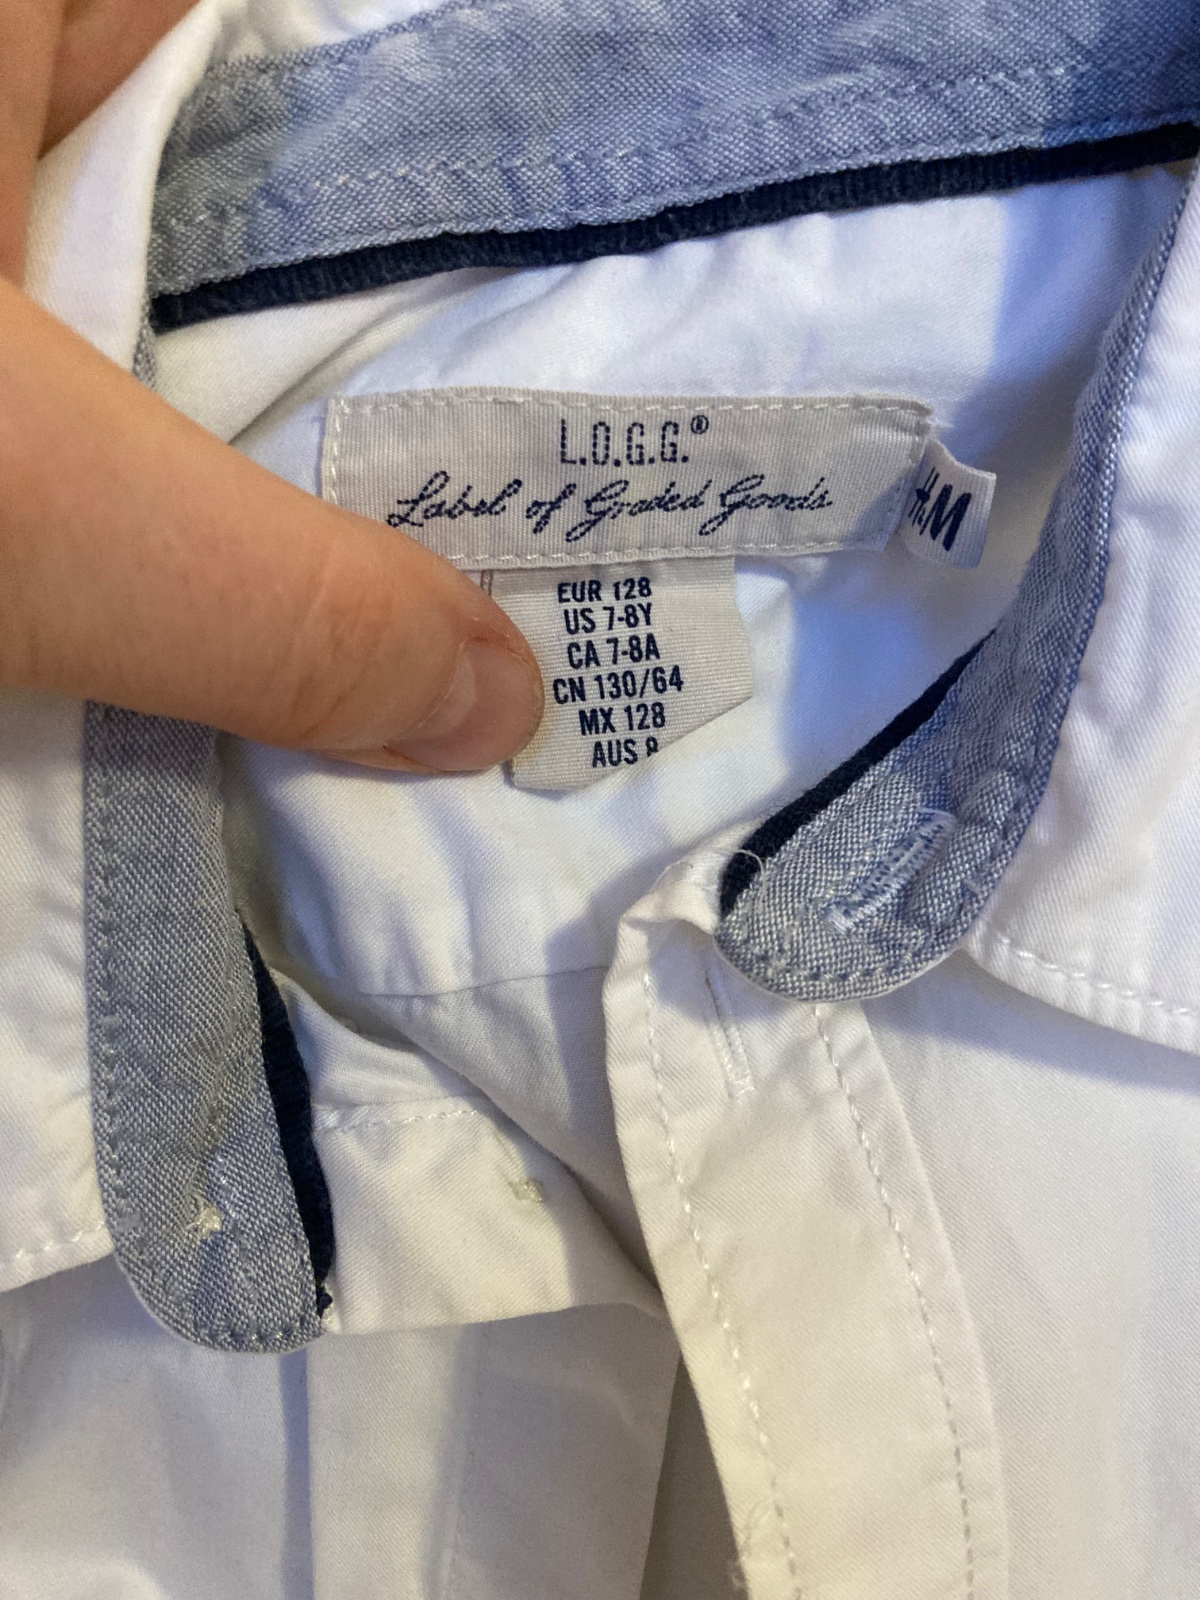 L.O.G.G.®
Label of Graded Goods
H&M
EUR 128
US 7-8Y
CA 7-8A
CN 130/64
MX 128
AUS 8